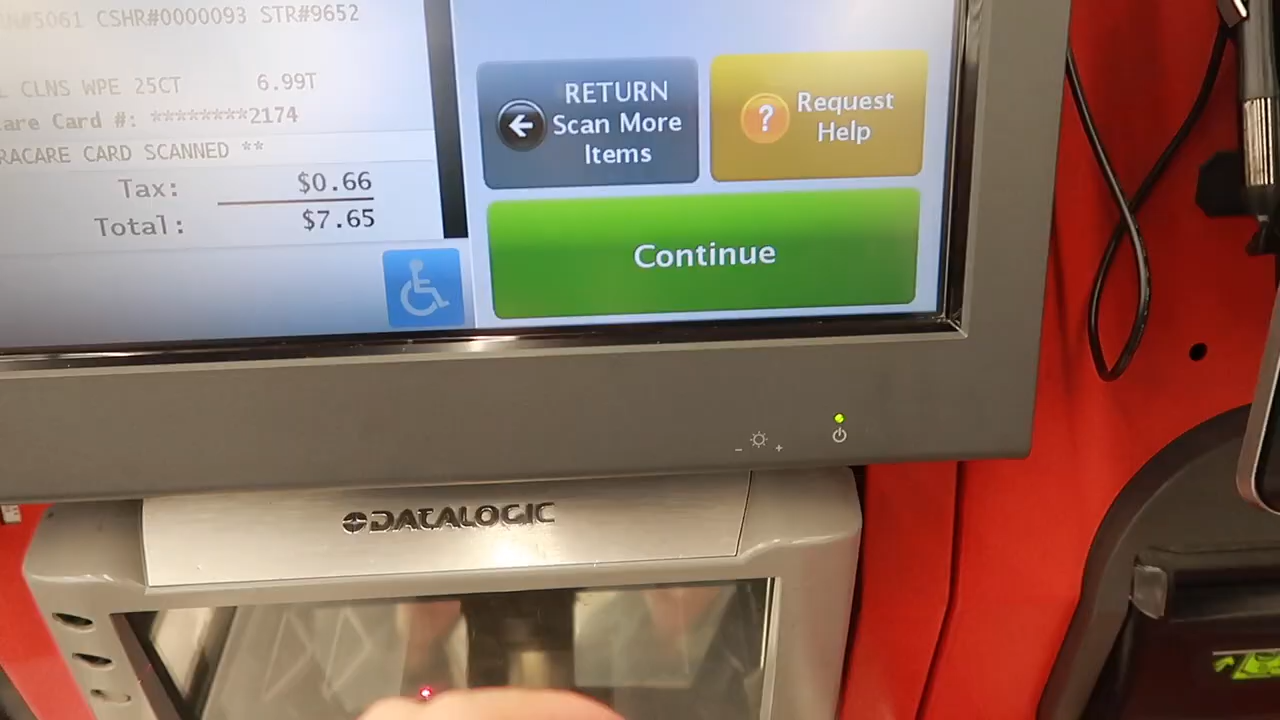 #5061 CSHR#0000093 STR#9652
CLNS WPE 25CT 6.99T
are Card #: ********2174
RACARE CARD SCANNED **
Tax: $0.66
Total: $7.65
RETURN
Scan More
Items
?
Request
Help
Continue
- +
DATALOGIC